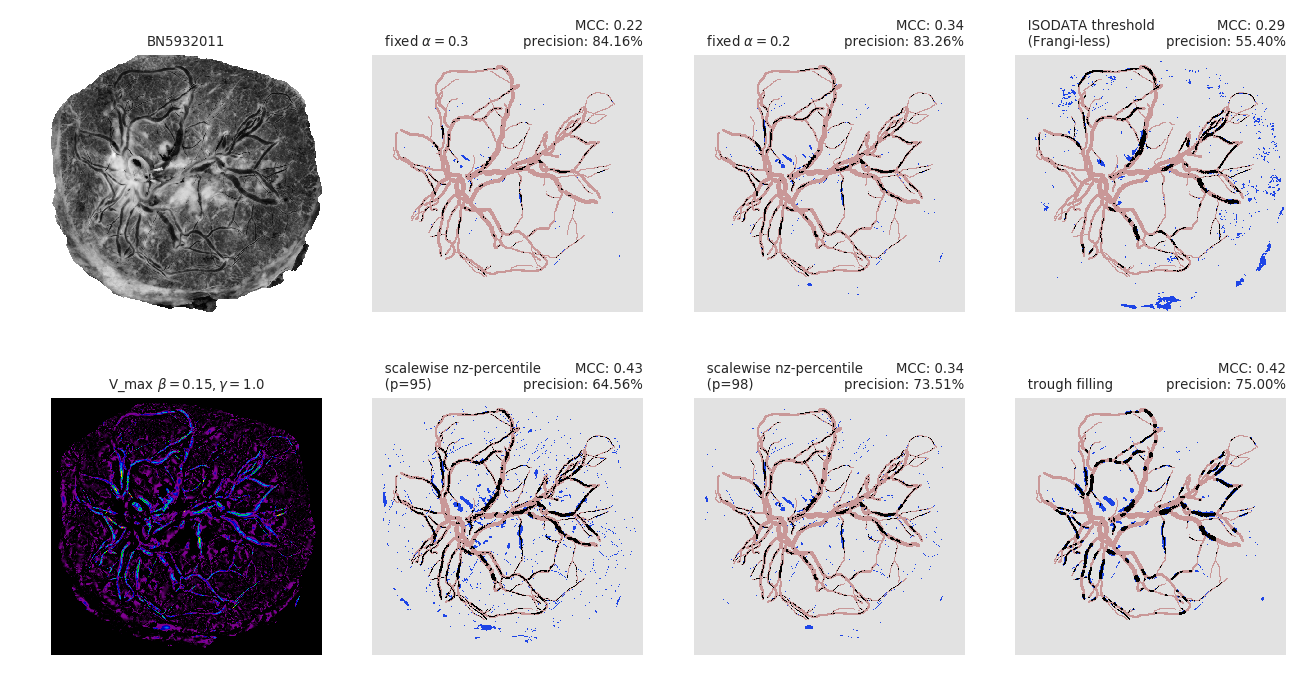 BN5932011
MCC: 0.22
fixed α = 0.3 precision: 84.16%
MCC: 0.34
fixed α = 0.2 precision: 83.26%
ISODATA threshold MCC: 0.29
(Frangi-less) precision: 55.40%
V_max β = 0.15, γ = 1.0
scalewise nz-percentile MCC: 0.43
(p=95) precision: 64.56%
scalewise nz-percentile MCC: 0.34
(p=98) precision: 73.51%
MCC: 0.42
trough filling precision: 75.00%